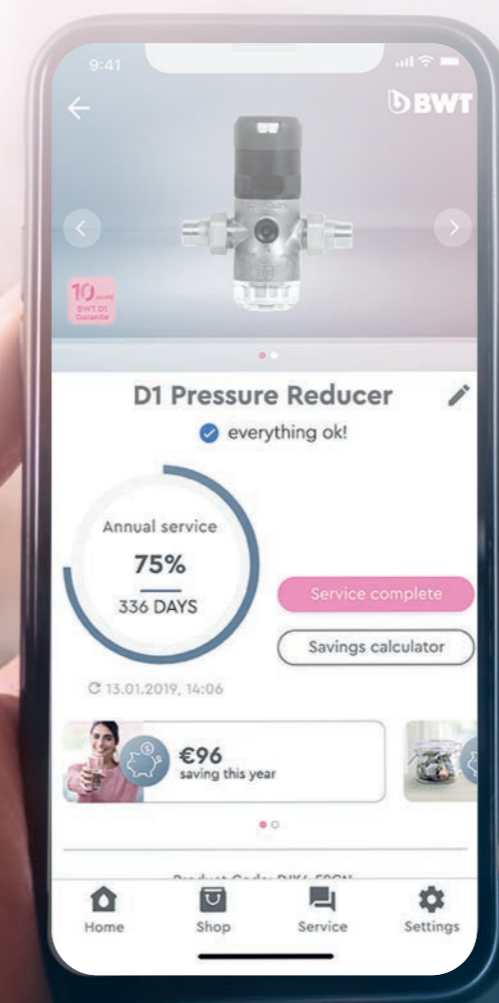 9:41
BWT
10 JAHRE
BWT D1
Garantie
D1 Pressure Reducer
everything ok!
Annual service
75%
336 DAYS
Service complete
Savings calculator
13.01.2019, 14:06
€96
saving this year
Home
Shop
Service
Settings